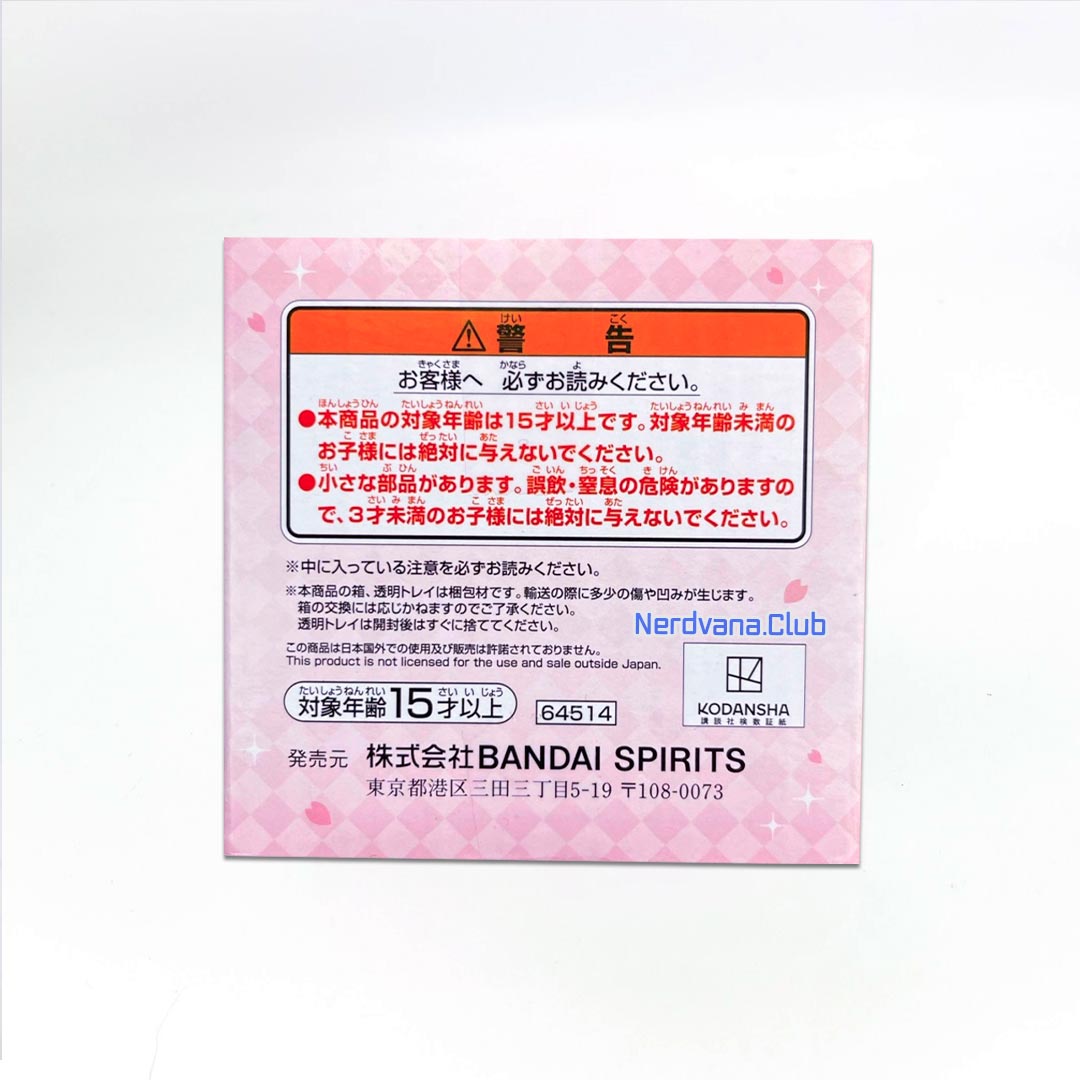 ⚠警告
お客様へ 必ずお読みください。
●本商品の対象年齢は15才以上です。対象年齢未満の
お子様には絶対に与えないでください。
●小さな部品があります。誤飲・窒息の危険がありますの
で、3才未満のお子様には絶対に与えないでください。
※中に入っている注意を必ずお読みください。
※本商品の箱、透明トレイは梱包材です。輸送の際に多少の傷や凹みが生じます。
箱の交換には応じかねますのでご了承ください。
透明トレイは開封後はすぐに捨ててください。
Nerdvana.Club
この商品は日本国外での使用及び販売は許諾されておりません。
This product is not licensed for the use and sale outside Japan.
対象年齢15才以上
64514
KODANSHA
講談社検数証紙
発売元 株式会社BANDAI SPIRITS
東京都港区三田三丁目5-19 〒108-0073